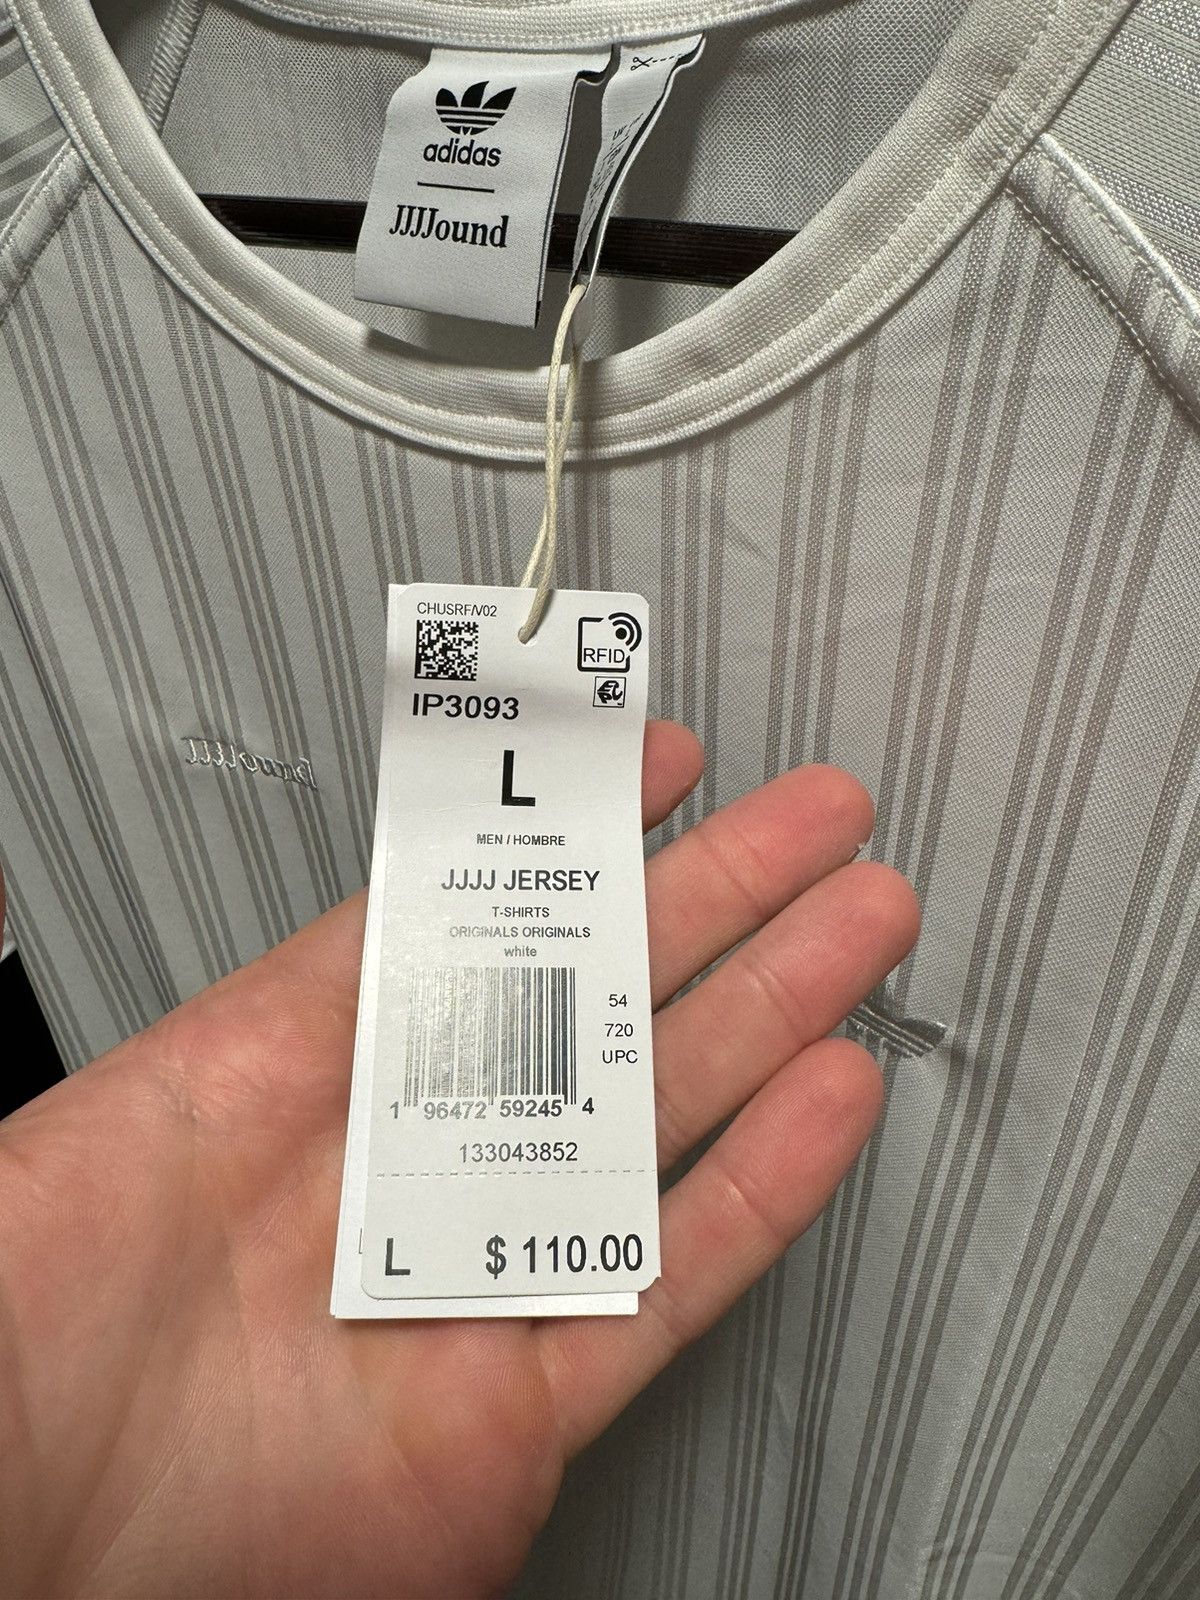 adidas
JJJJound
CHUSRF/V02
RFID
IP3093
L
MEN / HOMBRE
JJJJ JERSEY
T-SHIRTS
ORIGINALS ORIGINALS
white
54
720
UPC
1 96472 59245 4
133043852
L $ 110.00
JJJJound